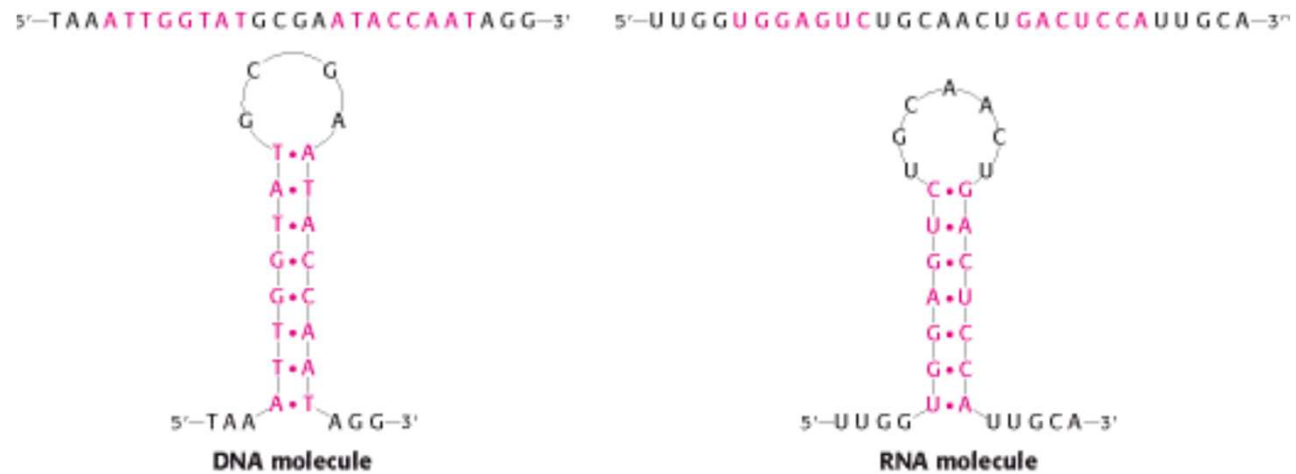 5'—TAAATTGGTATGCGAATACCAATAGG—3'
5'—UUGGUGGAGUCUGCAACUGACUCCAUUGCA—3'
C G
G A
T•A
A•T
T•A
G•C
G•C
T•A
T•A
A•T
5'—TAA AGG—3'
DNA molecule
A
C A
G C
U U
C•G
U•A
G•C
A•U
G•C
G•C
U•A
5'—UUGG UUGCA—3'
RNA molecule